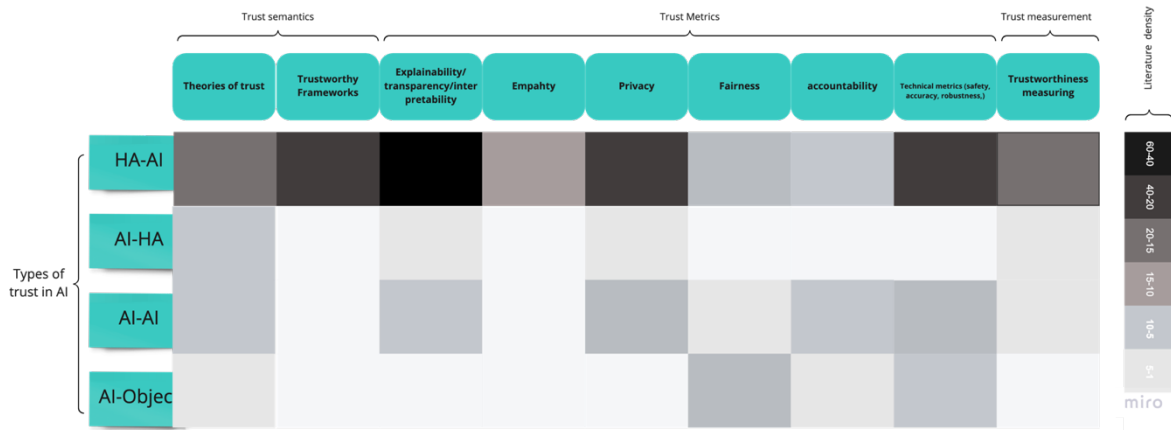 Trust semantics
Trust Metrics
Trust measurement
Literature density
Theories of trust
Trustworthy
Frameworks
Explainability/
transparency/inter
pretability
Empahty
Privacy
Fairness
accountability
Technical metrics (safety,
accuracy, robustness,)
Trustworthiness
measuring
HA-AI
AI-HA
AI-AI
AI-Objec
Types of
trust in AI
60-40
40-20
20-15
15-10
10-5
5-1
miro